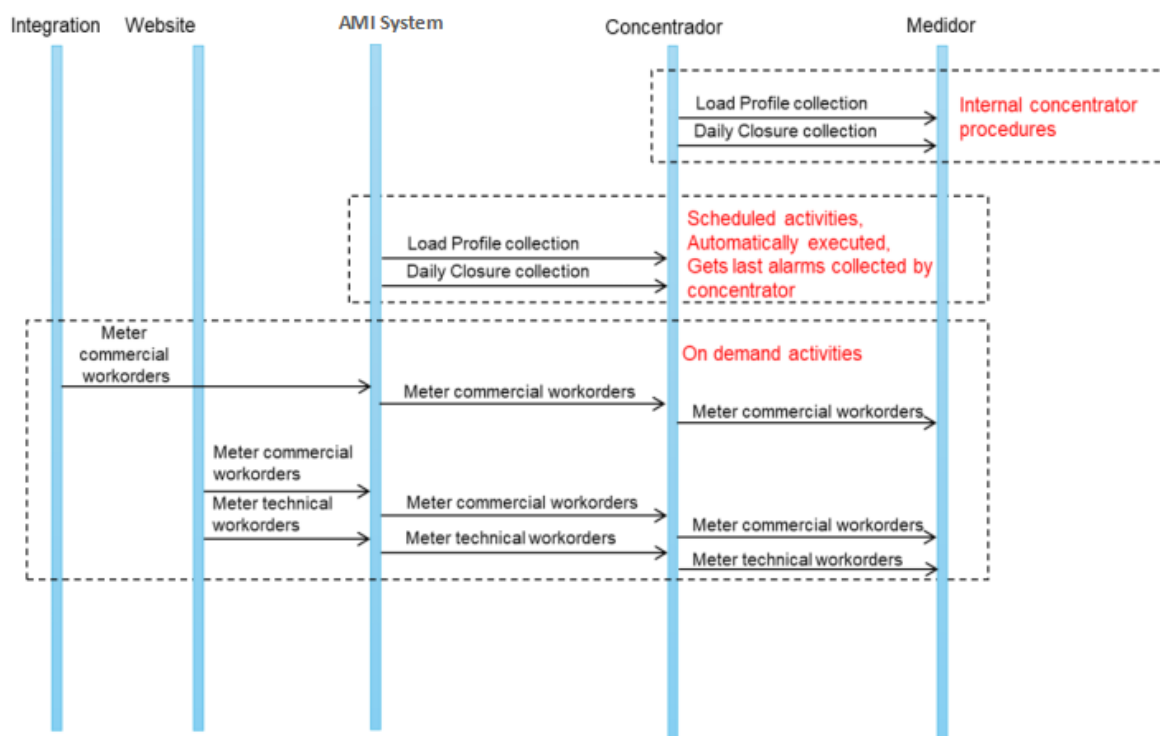 Integration
Website
AMI System
Concentrador
Medidor
Load Profile collection
Daily Closure collection
Internal concentrator
procedures
Load Profile collection
Daily Closure collection
Scheduled activities,
Automatically executed,
Gets last alarms collected by
concentrator
Meter
commercial
workorders
On demand activities
Meter commercial workorders
Meter commercial workorders
Meter commercial
workorders
Meter technical
workorders
Meter commercial workorders
Meter technical workorders
Meter commercial workorders
Meter technical workorders